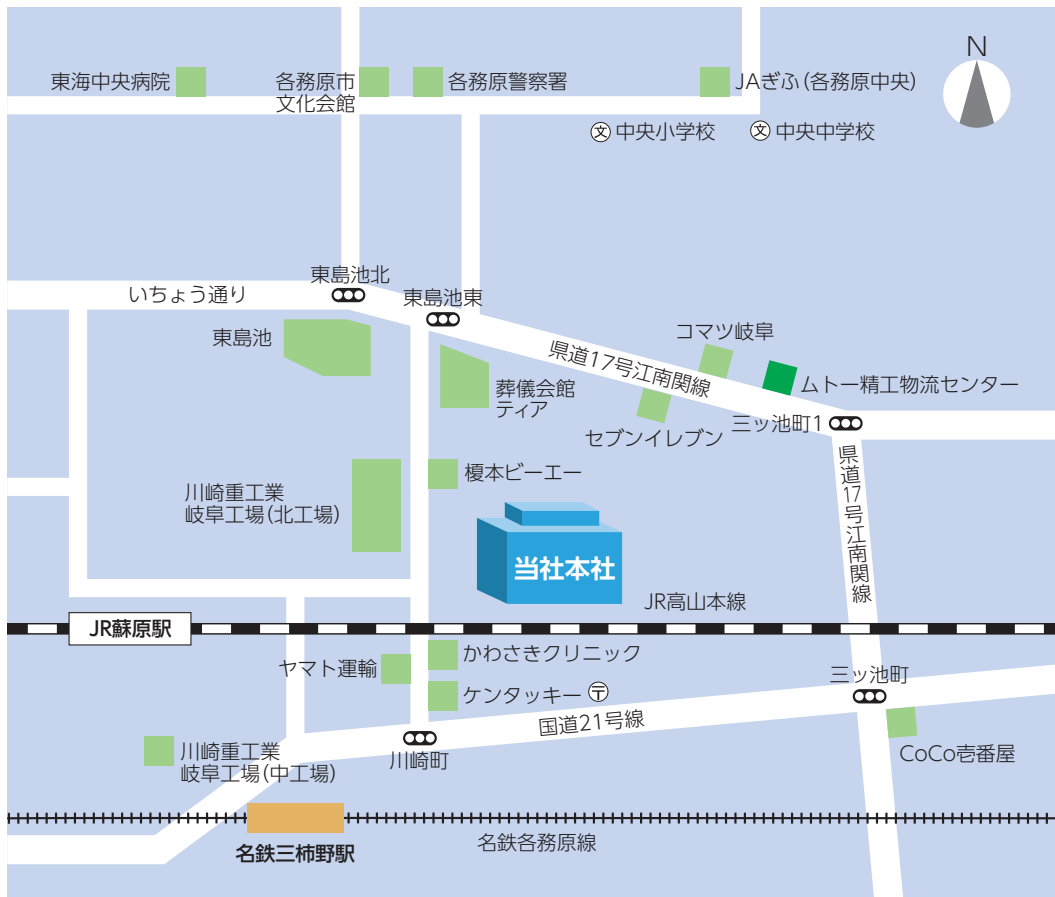 N
東海中央病院
各務原市
文化会館
各務原警察署
JAぎふ（各務原中央）
文 中央小学校
文 中央中学校
東島池北
いちょう通り
東島池東
東島池
県道17号江南関線
コマツ岐阜
ムトー精工物流センター
葬儀会館
ティア
セブンイレブン
三ッ池町1
榎本ビーエー
川崎重工業
岐阜工場（北工場）
県道17号江南関線
当社本社
JR高山本線
JR蘇原駅
かわさきクリニック
ヤマト運輸
三ッ池町
ケンタッキー 〒
国道21号線
川崎町
川崎重工業
岐阜工場（中工場）
CoCo壱番屋
名鉄各務原線
名鉄三柿野駅